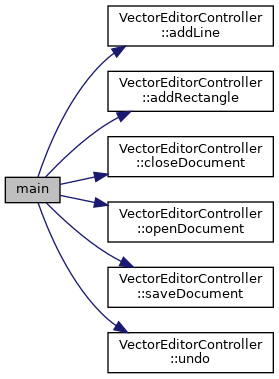 VectorEditorController
::addLine
VectorEditorController
::addRectangle
VectorEditorController
::closeDocument
main
VectorEditorController
::openDocument
VectorEditorController
::saveDocument
VectorEditorController
::undo